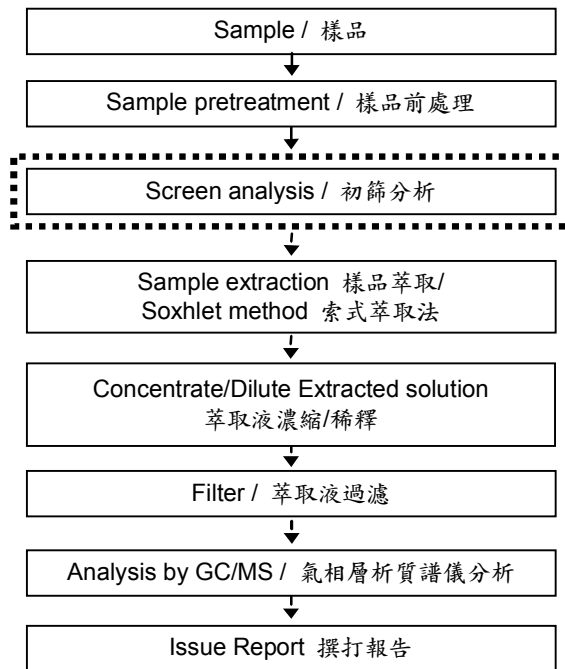 Sample / 樣品
Sample pretreatment / 樣品前處理
Screen analysis / 初篩分析
Sample extraction 樣品萃取/
Soxhlet method 索式萃取法
Concentrate/Dilute Extracted solution
萃取液濃縮/稀釋
Filter / 萃取液過濾
Analysis by GC/MS / 氣相層析質譜儀分析
Issue Report 撰打報告